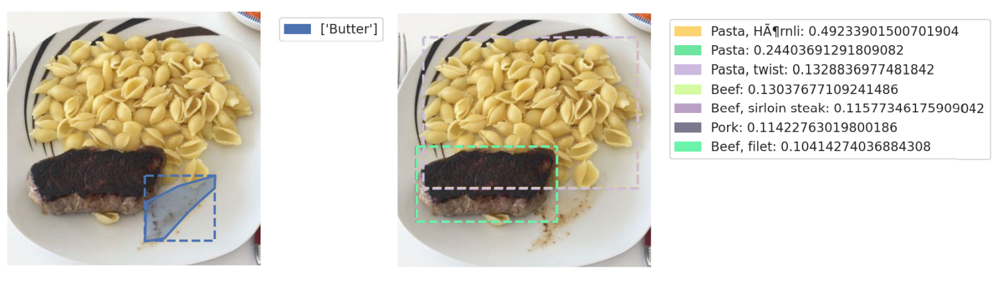 ['Butter']
Pasta, HÃ¶rnli: 0.49233901500701904
Pasta: 0.24403691291809082
Pasta, twist: 0.1328836977481842
Beef: 0.13037677109241486
Beef, sirloin steak: 0.11577346175909042
Pork: 0.11422763019800186
Beef, filet: 0.10414274036884308